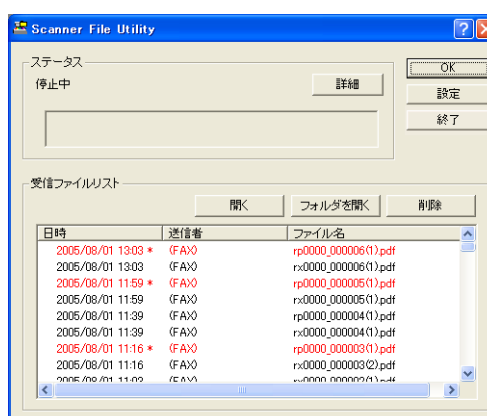 Scanner File Utility
ステータス
停止中
詳細
OK
設定
終了
受信ファイルリスト
開く
フォルダを開く
削除
日時 送信者 ファイル名
2005/08/01 13:03 * (FAX) rp0000_000006(1).pdf
2005/08/01 13:03 (FAX) rx0000_000006(1).pdf
2005/08/01 11:59 * (FAX) rp0000_000005(1).pdf
2005/08/01 11:59 (FAX) rx0000_000005(1).pdf
2005/08/01 11:39 (FAX) rx0000_000004(1).pdf
2005/08/01 11:39 (FAX) rx0000_000004(1).pdf
2005/08/01 11:16 * (FAX) rp0000_000003(1).pdf
2005/08/01 11:16 (FAX) rx0000_000003(2).pdf